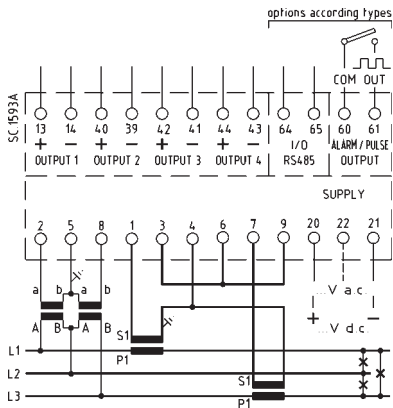 options according types
60 61
COM OUT
SC 1593A
13 14 40 39 42 41 44 43 64 65 60 61
+ − + − + − + − I/O ALARM/PULSE
OUTPUT 1 OUTPUT 2 OUTPUT 3 OUTPUT 4 RS485 OUTPUT
SUPPLY
2 5 8 1 3 4 6 7 9 20 22 21
a b a b
...V a.c.
+ −
...V d.c.
A B A B
S1
P1
L1
L2
S1
L3
P1